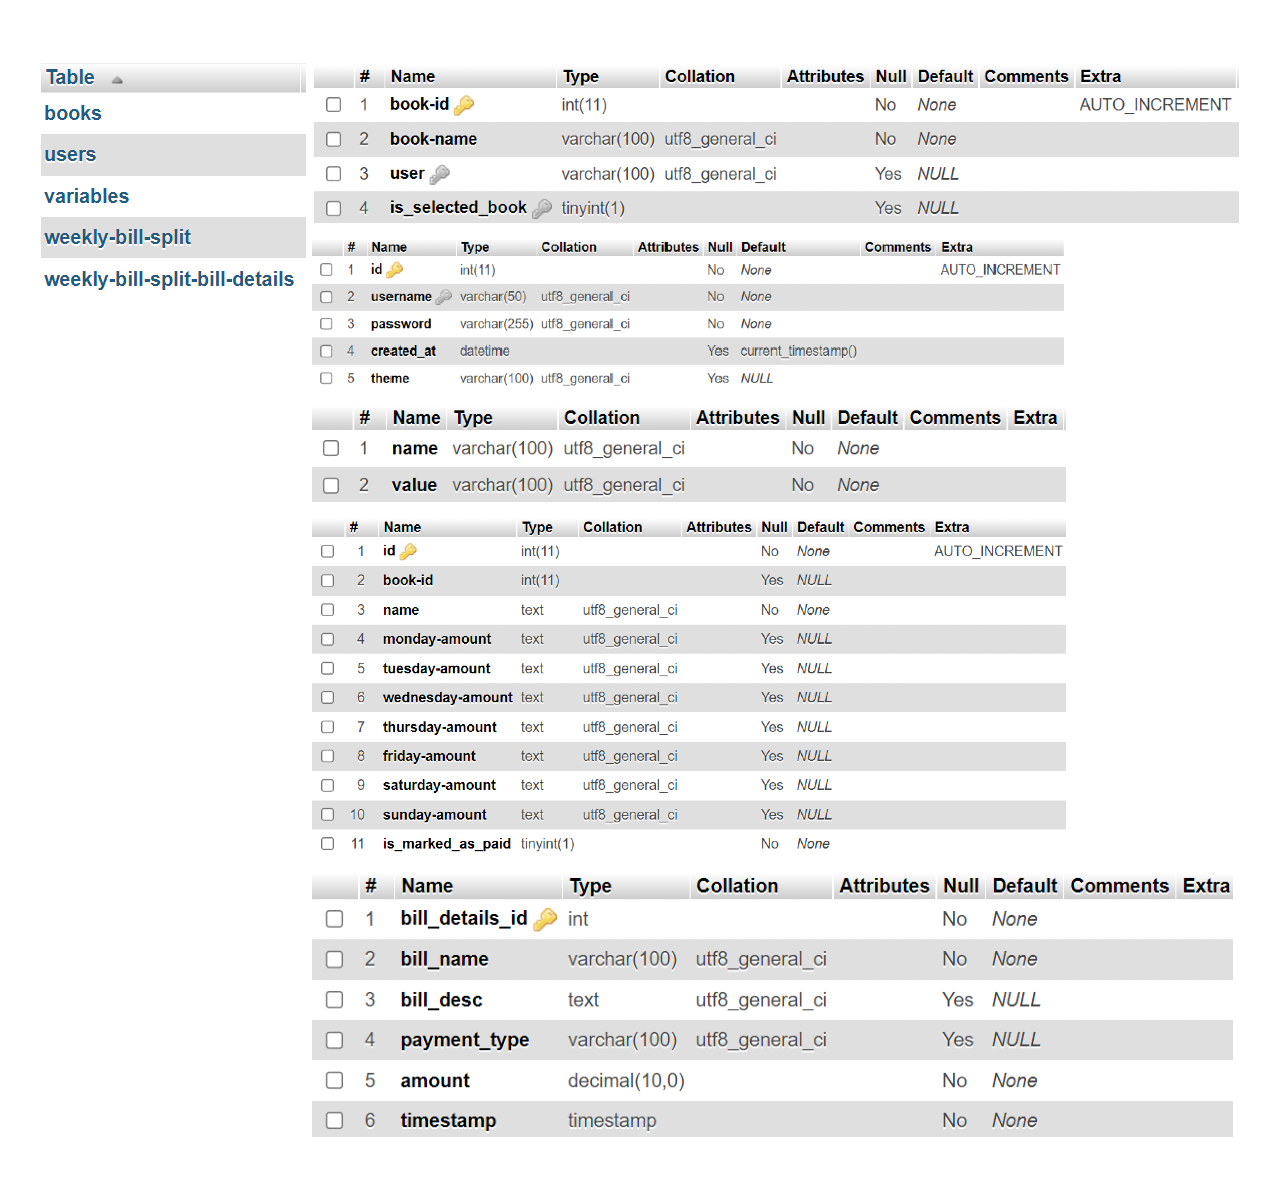 Table
books
users
variables
weekly-bill-split
weekly-bill-split-bill-details
# Name Type Collation Attributes Null Default Comments Extra
1 book-id int(11) No None AUTO_INCREMENT
2 book-name varchar(100) utf8_general_ci No None
3 user varchar(100) utf8_general_ci Yes NULL
4 is_selected_book tinyint(1) Yes NULL
# Name Type Collation Attributes Null Default Comments Extra
1 id int(11) No None AUTO_INCREMENT
2 username varchar(50) utf8_general_ci No None
3 password varchar(255) utf8_general_ci No None
4 created_at datetime Yes current_timestamp()
5 theme varchar(100) utf8_general_ci Yes NULL
# Name Type Collation Attributes Null Default Comments Extra
1 name varchar(100) utf8_general_ci No None
2 value varchar(100) utf8_general_ci No None
# Name Type Collation Attributes Null Default Comments Extra
1 id int(11) No None AUTO_INCREMENT
2 book-id int(11) Yes NULL
3 name text utf8_general_ci No None
4 monday-amount text utf8_general_ci Yes NULL
5 tuesday-amount text utf8_general_ci Yes NULL
6 wednesday-amount text utf8_general_ci Yes NULL
7 thursday-amount text utf8_general_ci Yes NULL
8 friday-amount text utf8_general_ci Yes NULL
9 saturday-amount text utf8_general_ci Yes NULL
10 sunday-amount text utf8_general_ci Yes NULL
11 is_marked_as_paid tinyint(1) No None
# Name Type Collation Attributes Null Default Comments Extra
1 bill_details_id int No None
2 bill_name varchar(100) utf8_general_ci No None
3 bill_desc text utf8_general_ci Yes NULL
4 payment_type varchar(100) utf8_general_ci Yes NULL
5 amount decimal(10,0) No None
6 timestamp timestamp No None